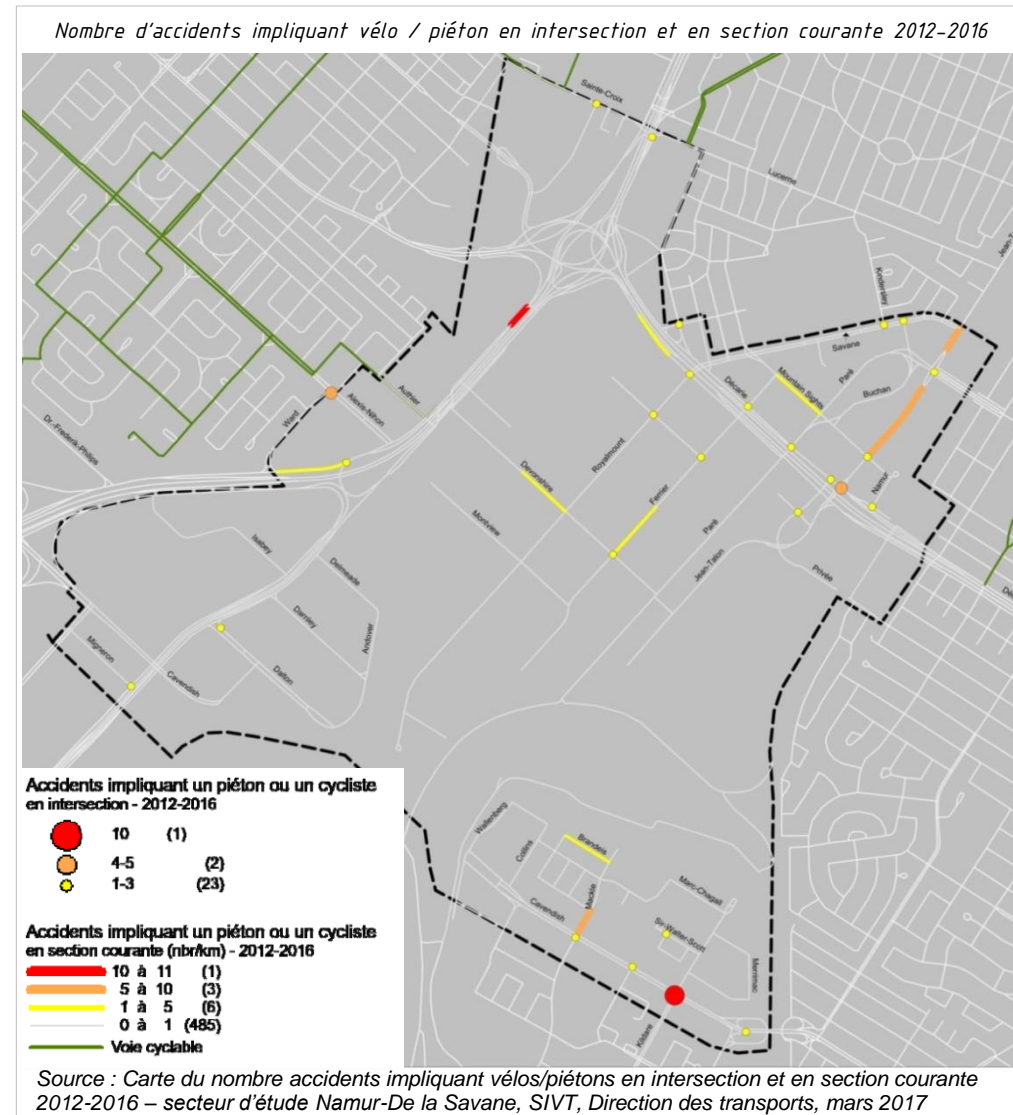 Nombre d'accidents impliquant vélo / piéton en intersection et en section courante 2012-2016
Sainte-Croix
Lucerne
Jean-T
Kindersley
Savane
Paré
Mountain Sights
Buchan
Décarie
Authier
Alexis-Nihon
Ward
Dr.-Frederik-Philips
Royalmount
Devonshire
Ferrier
Namur
Montview
Paré
Jean-Talon
Privée
Dé
Isabey
Delmeade
Darnley
Andover
Dalton
Migneron
Cavendish
Wallenberg
Collins
Brandeis
Mackle
Marc-Chagall
Cavendish
Sir-Walter-Scott
Merrimac
Kildare
Accidents impliquant un piéton ou un cycliste
en intersection - 2012-2016
10 (1)
4-5 (2)
1-3 (23)
Accidents impliquant un piéton ou un cycliste
en section courante (nbr/km) - 2012-2016
10 à 11 (1)
5 à 10 (3)
1 à 5 (6)
0 à 1 (485)
Voie cyclable
Source : Carte du nombre accidents impliquant vélos/piétons en intersection et en section courante
2012-2016 – secteur d'étude Namur-De la Savane, SIVT, Direction des transports, mars 2017